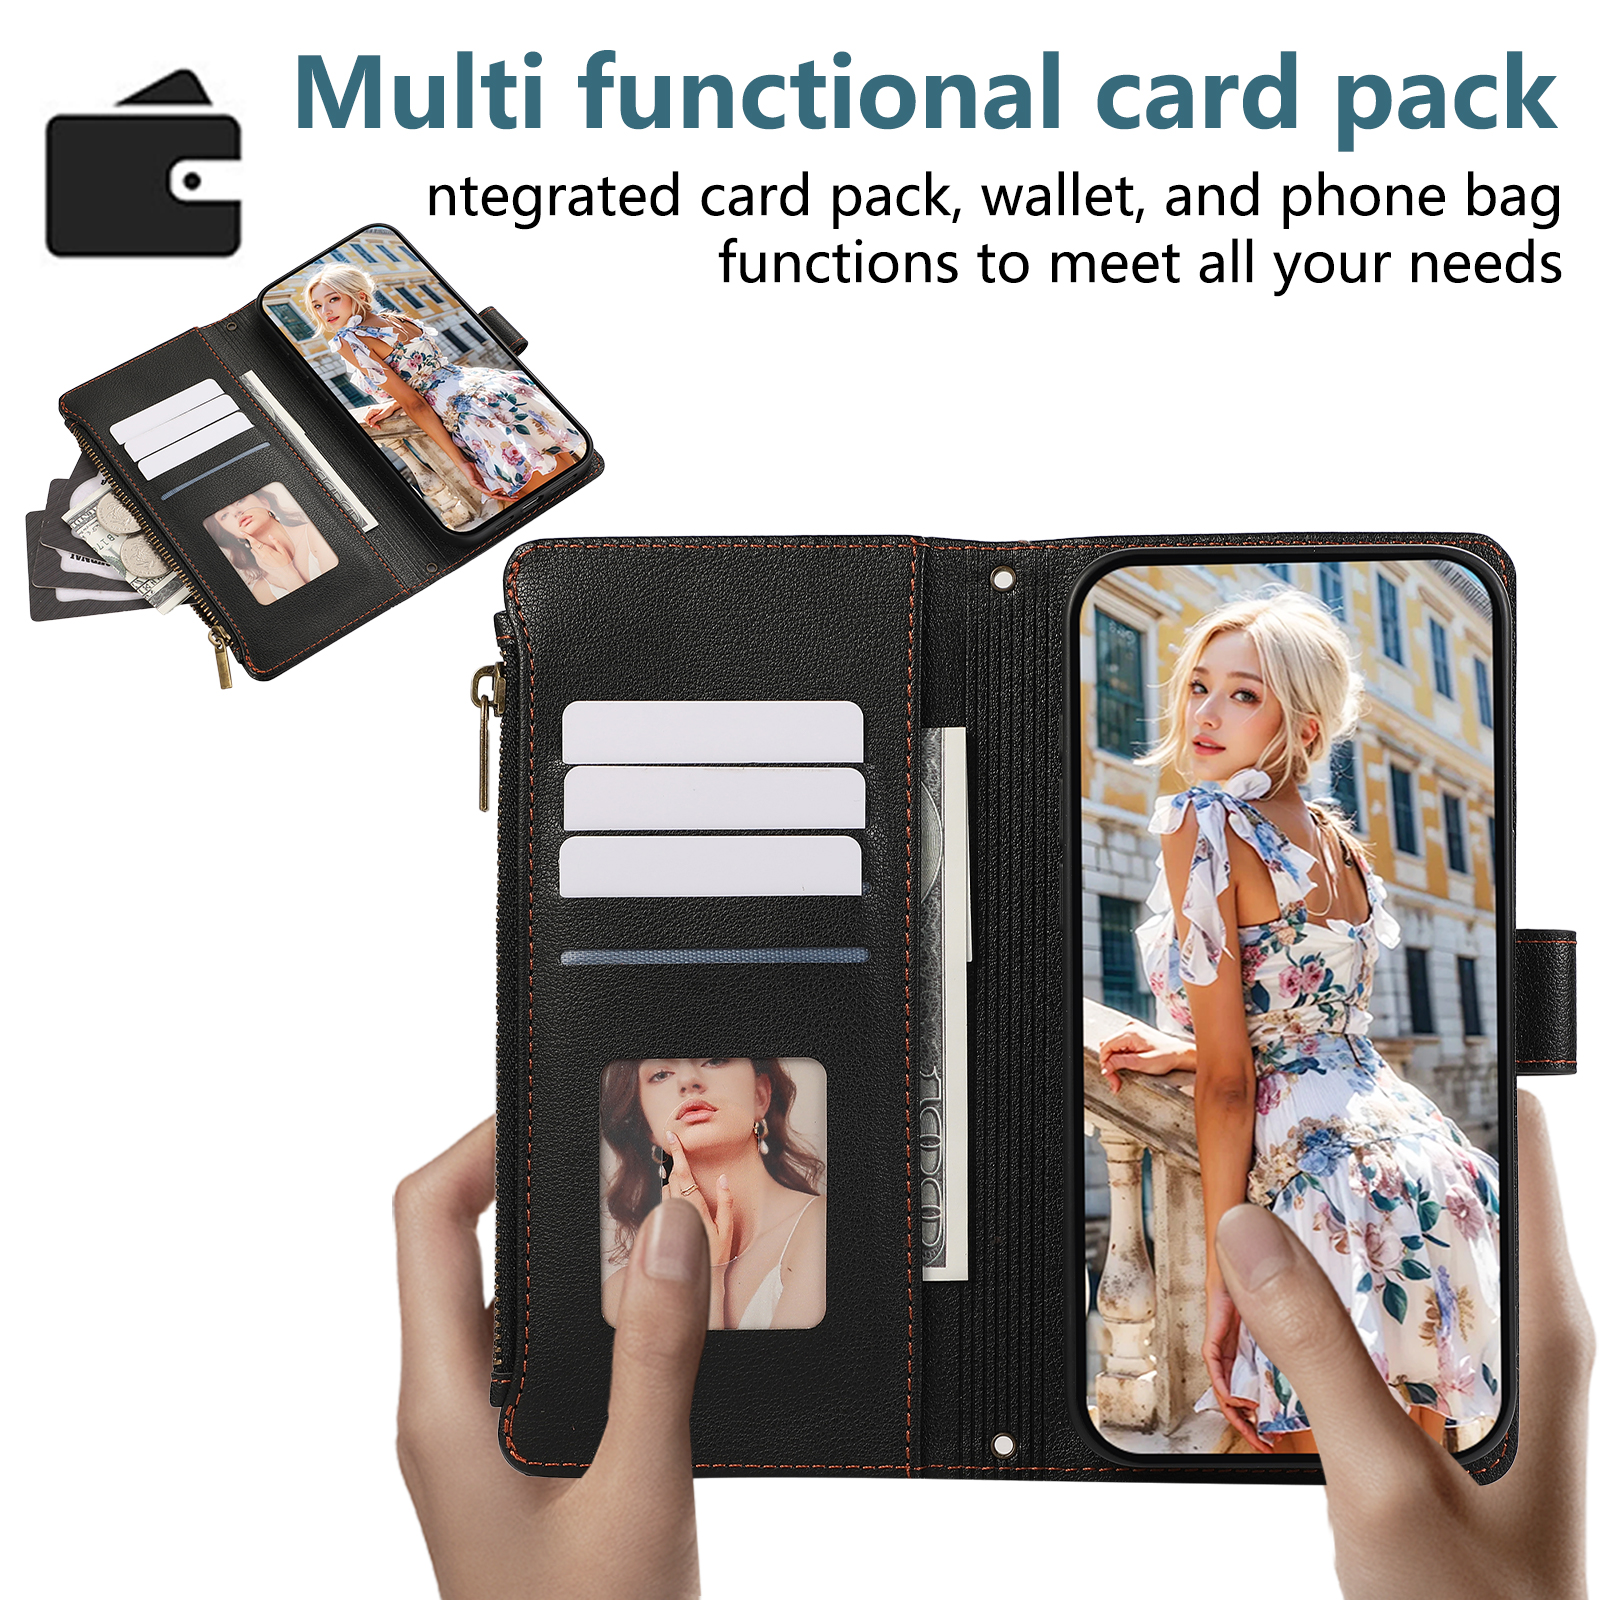 Multi functional card pack
ntegrated card pack, wallet, and phone bag
functions to meet all your needs